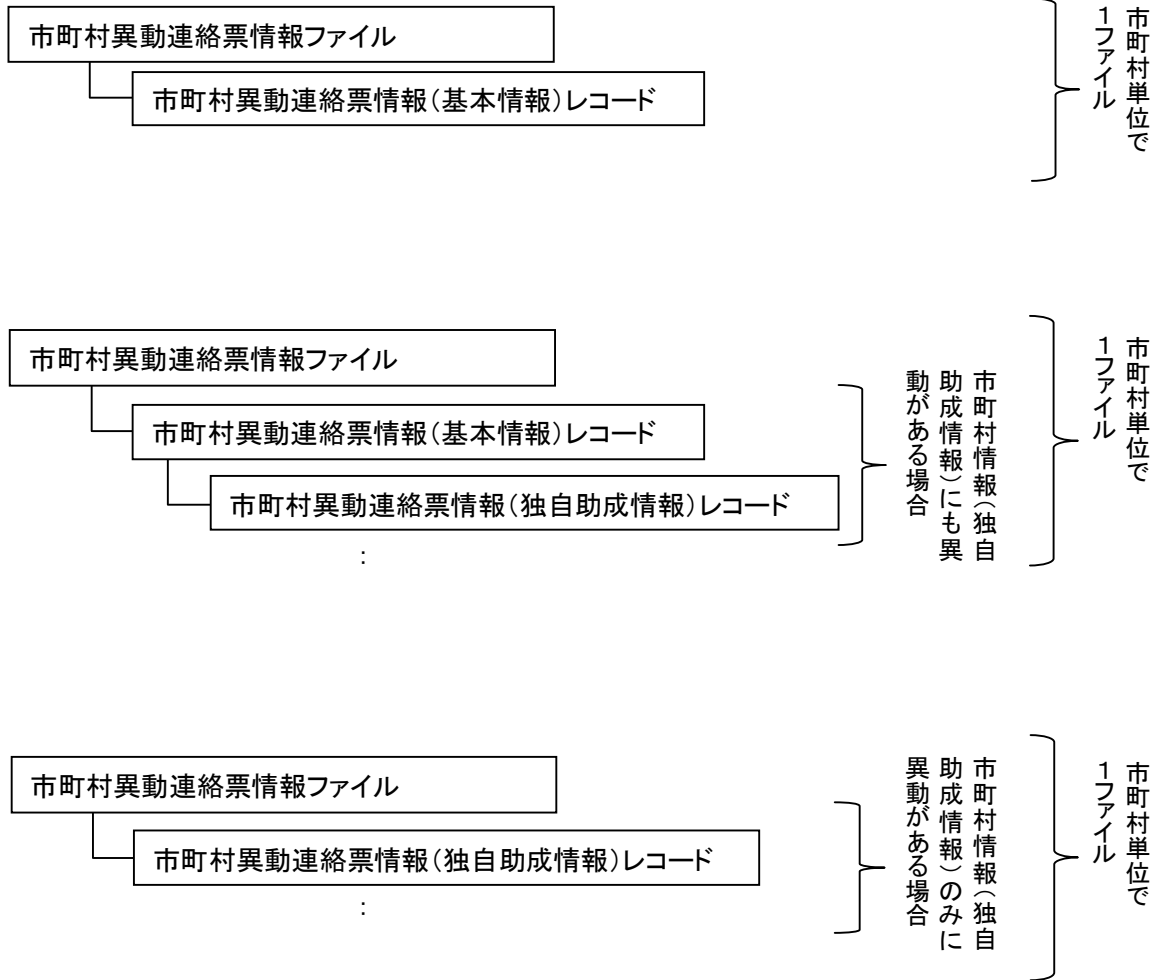 市町村異動連絡票情報ファイル
市町村異動連絡票情報(基本情報)レコード
市町村単位で
1ファイル
市町村異動連絡票情報ファイル
市町村異動連絡票情報(基本情報)レコード
市町村異動連絡票情報(独自助成情報)レコード
:
市町村情報(独自
助成情報)にも異
動がある場合
市町村単位で
1ファイル
市町村異動連絡票情報ファイル
市町村異動連絡票情報(独自助成情報)レコード
:
市町村情報(独自
助成情報)のみに
異動がある場合
市町村単位で
1ファイル